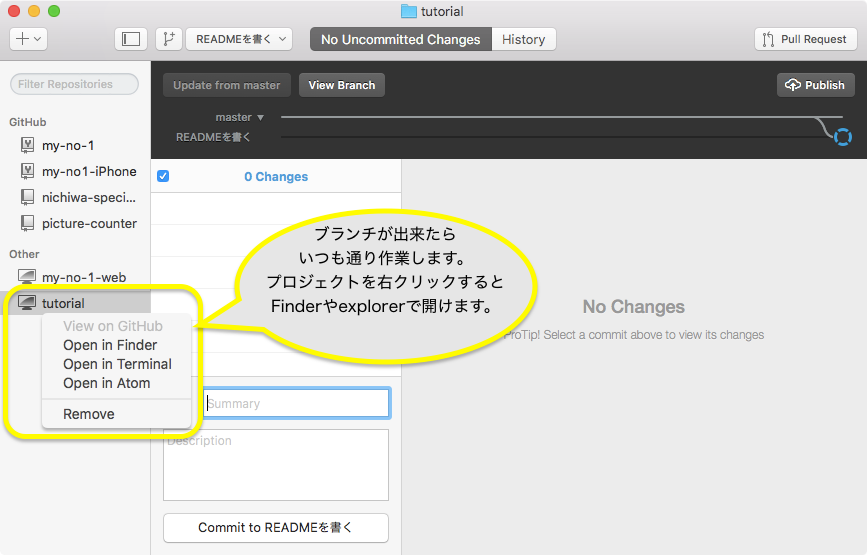 tutorial
READMEを書く
No Uncommitted Changes
History
Pull Request
Filter Repositories
Update from master
View Branch
Publish
master
READMEを書く
GitHub
my-no-1
my-no1-iPhone
nichiwa-speci...
picture-counter
Other
my-no-1-web
tutorial
View on GitHub
Open in Finder
Open in Terminal
Open in Atom
Remove
0 Changes
ブランチが出来たら
いつも通り作業します。
プロジェクトを右クリックすると
Finderやexplorerで開けます。
Summary
Description
Commit to READMEを書く
No Changes
ProTip! Select a commit above to view its changes